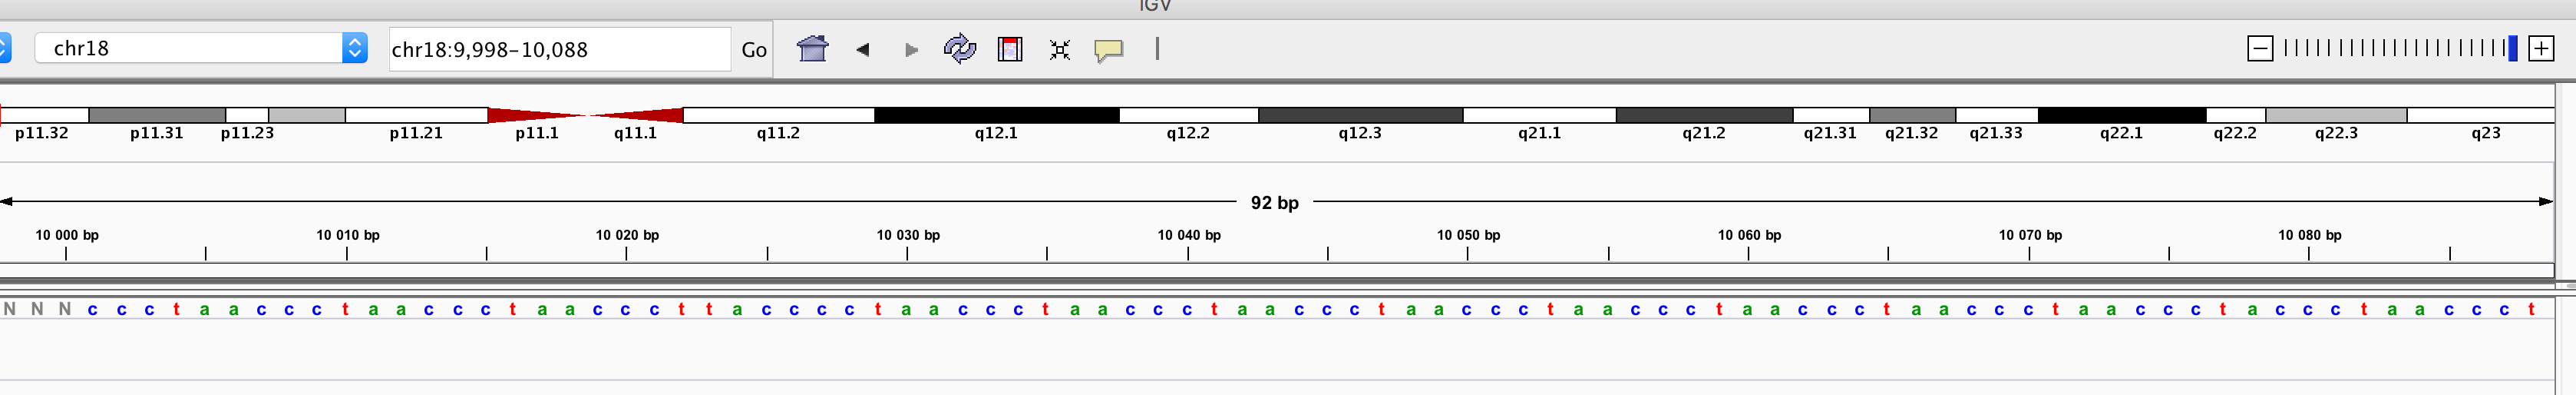 IGV
chr18 chr18:9,998-10,088 Go
p11.32 p11.31 p11.23 p11.21 p11.1 q11.1 q11.2 q12.1 q12.2 q12.3 q21.1 q21.2 q21.31 q21.32 q21.33 q22.1 q22.2 q22.3 q23
92 bp
10 000 bp 10 010 bp 10 020 bp 10 030 bp 10 040 bp 10 050 bp 10 060 bp 10 070 bp 10 080 bp
N N N c c c t a a c c c t a a c c c t a a c c c t t a c c c c t a a c c c t a a c c c t a a c c c t a a c c c t a a c c c t a a c c c t a a c c c t a a c c c t a c c c t a a c c c t